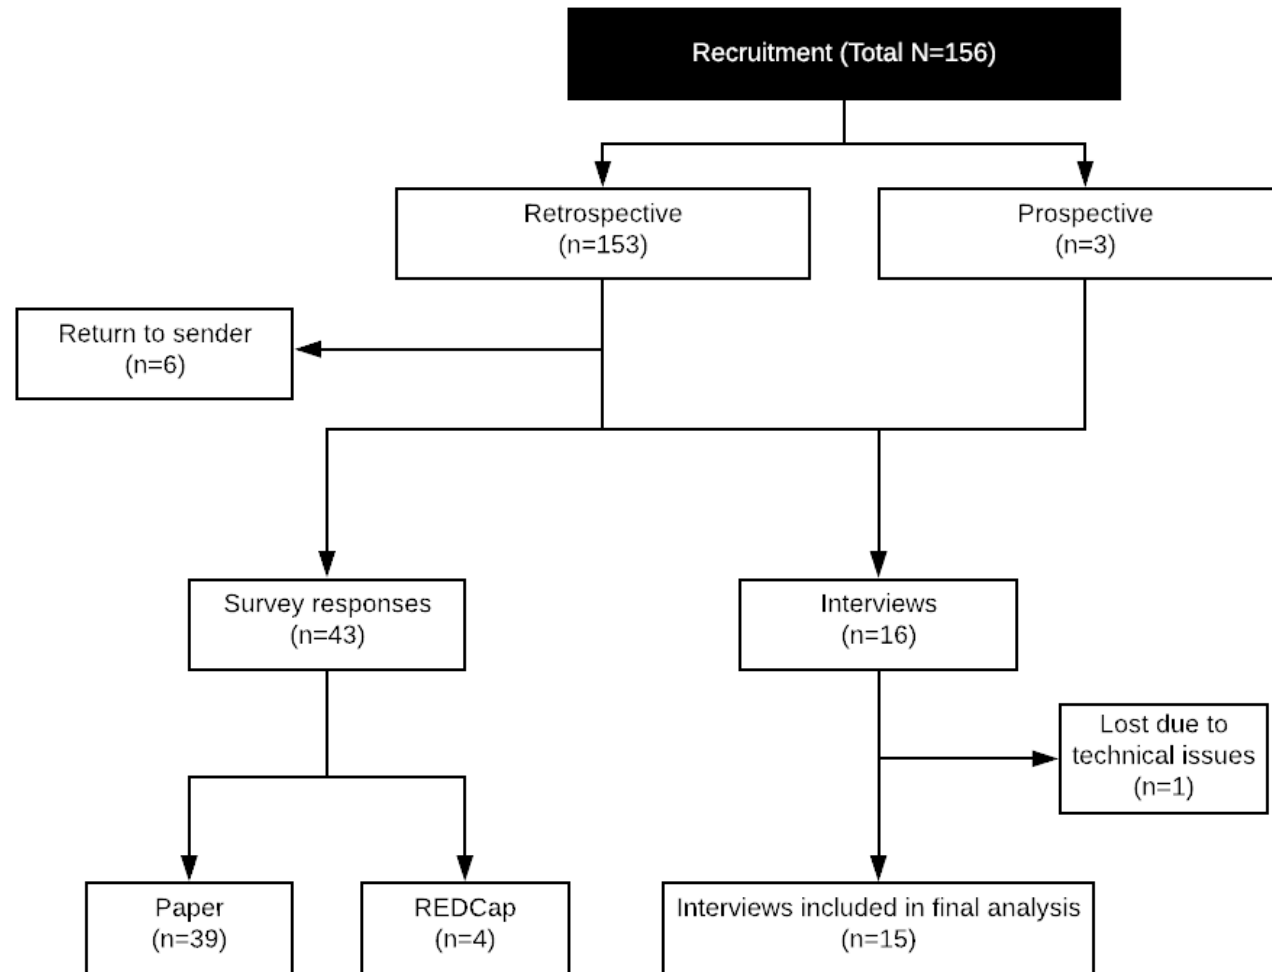 Recruitment (Total N=156)
Retrospective
(n=153)
Prospective
(n=3)
Return to sender
(n=6)
Survey responses
(n=43)
Interviews
(n=16)
Lost due to
technical issues
(n=1)
Paper
(n=39)
REDCap
(n=4)
Interviews included in final analysis
(n=15)